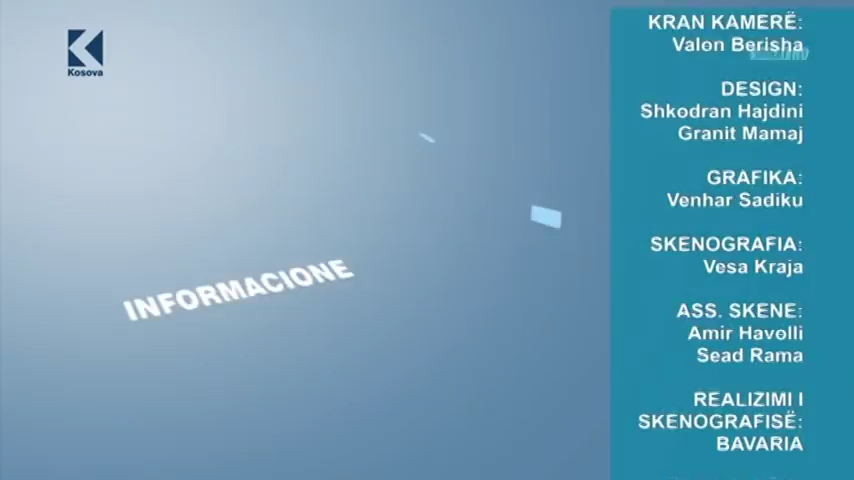 Kosova
INFORMACIONE
KRAN KAMERË:
Valon Berisha
DESIGN:
Shkodran Hajdini
Granit Mamaj
GRAFIKA:
Venhar Sadiku
SKENOGRAFIA:
Vesa Kraja
ASS. SKENE:
Amir Havolli
Sead Rama
REALIZIMI I
SKENOGRAFISË:
BAVARIA